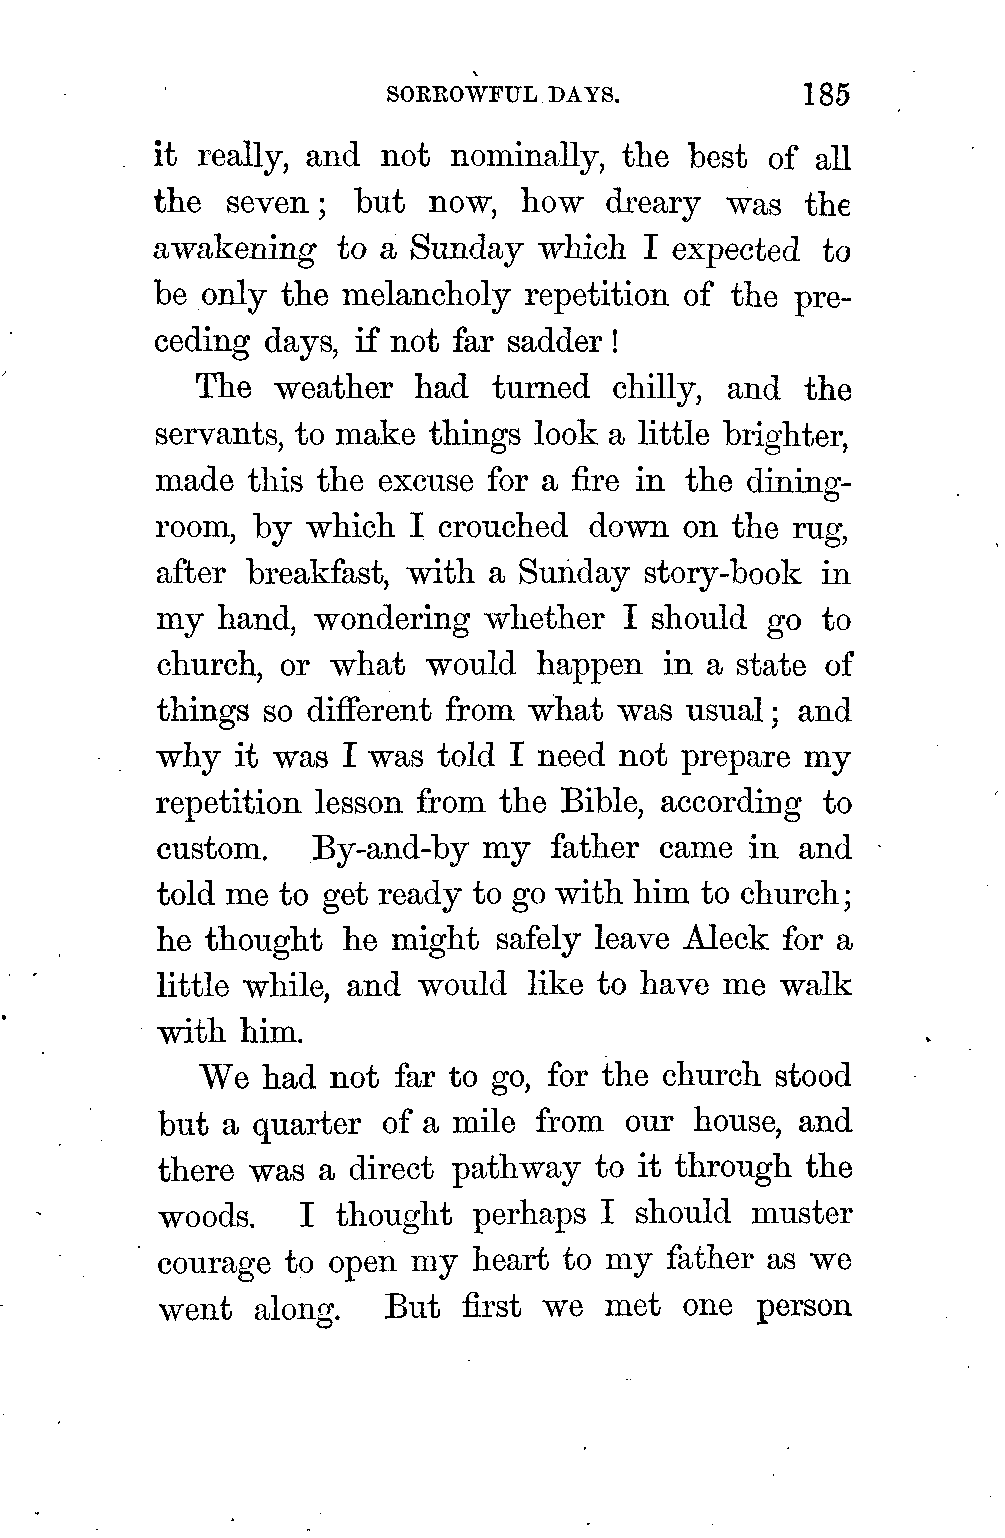 SORROWFUL DAYS. 185
it really, and not nominally, the best of all
the seven; but now, how dreary was the
awakening to a Sunday which I expected to
be only the melancholy repetition of the pre-
ceding days, if not far sadder!
The weather had turned chilly, and the
servants, to make things look a little brighter,
made this the excuse for a fire in the dining-
room, by which I crouched down on the rug,
after breakfast, with a Sunday story-book in
my hand, wondering whether I should go to
church, or what would happen in a state of
things so different from what was usual; and
why it was I was told I need not prepare my
repetition lesson from the Bible, according to
custom. By-and-by my father came in and
told me to get ready to go with him to church;
he thought he might safely leave Aleck for a
little while, and would like to have me walk
with him.
We had not far to go, for the church stood
but a quarter of a mile from our house, and
there was a direct pathway to it through the
woods. I thought perhaps I should muster
courage to open my heart to my father as we
went along. But first we met one person